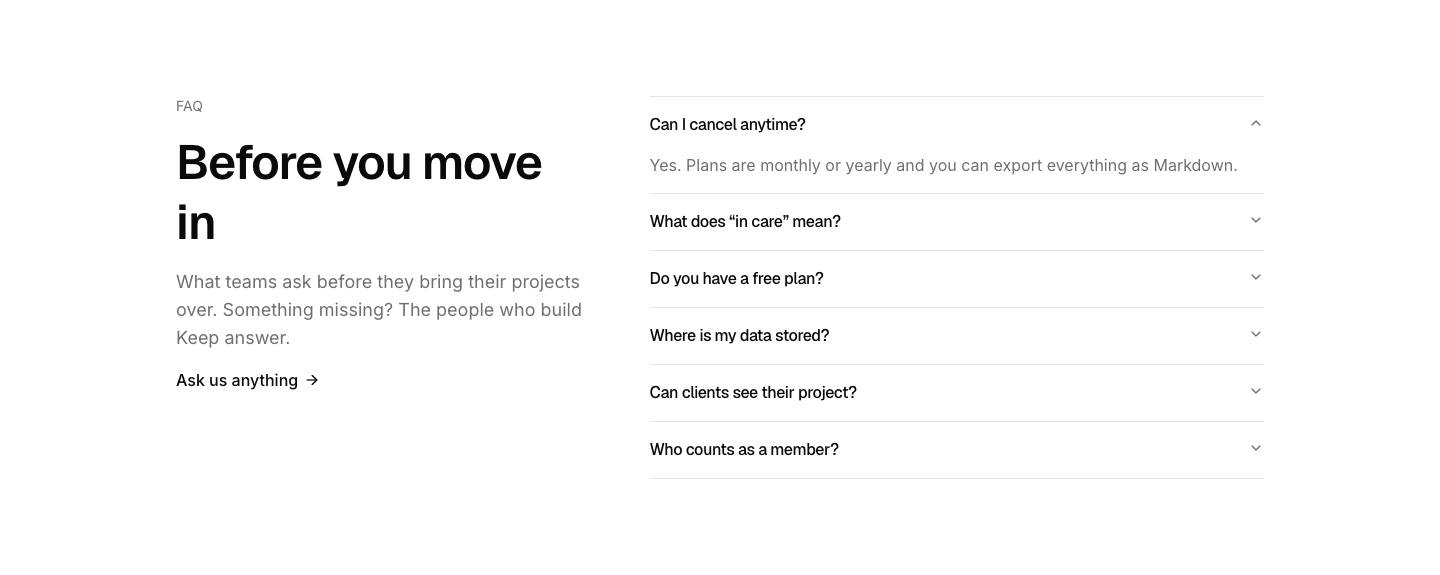 FAQ
Before you move
in
What teams ask before they bring their projects
over. Something missing? The people who build
Keep answer.
Ask us anything →
Can I cancel anytime?
Yes. Plans are monthly or yearly and you can export everything as Markdown.
What does “in care” mean?
Do you have a free plan?
Where is my data stored?
Can clients see their project?
Who counts as a member?